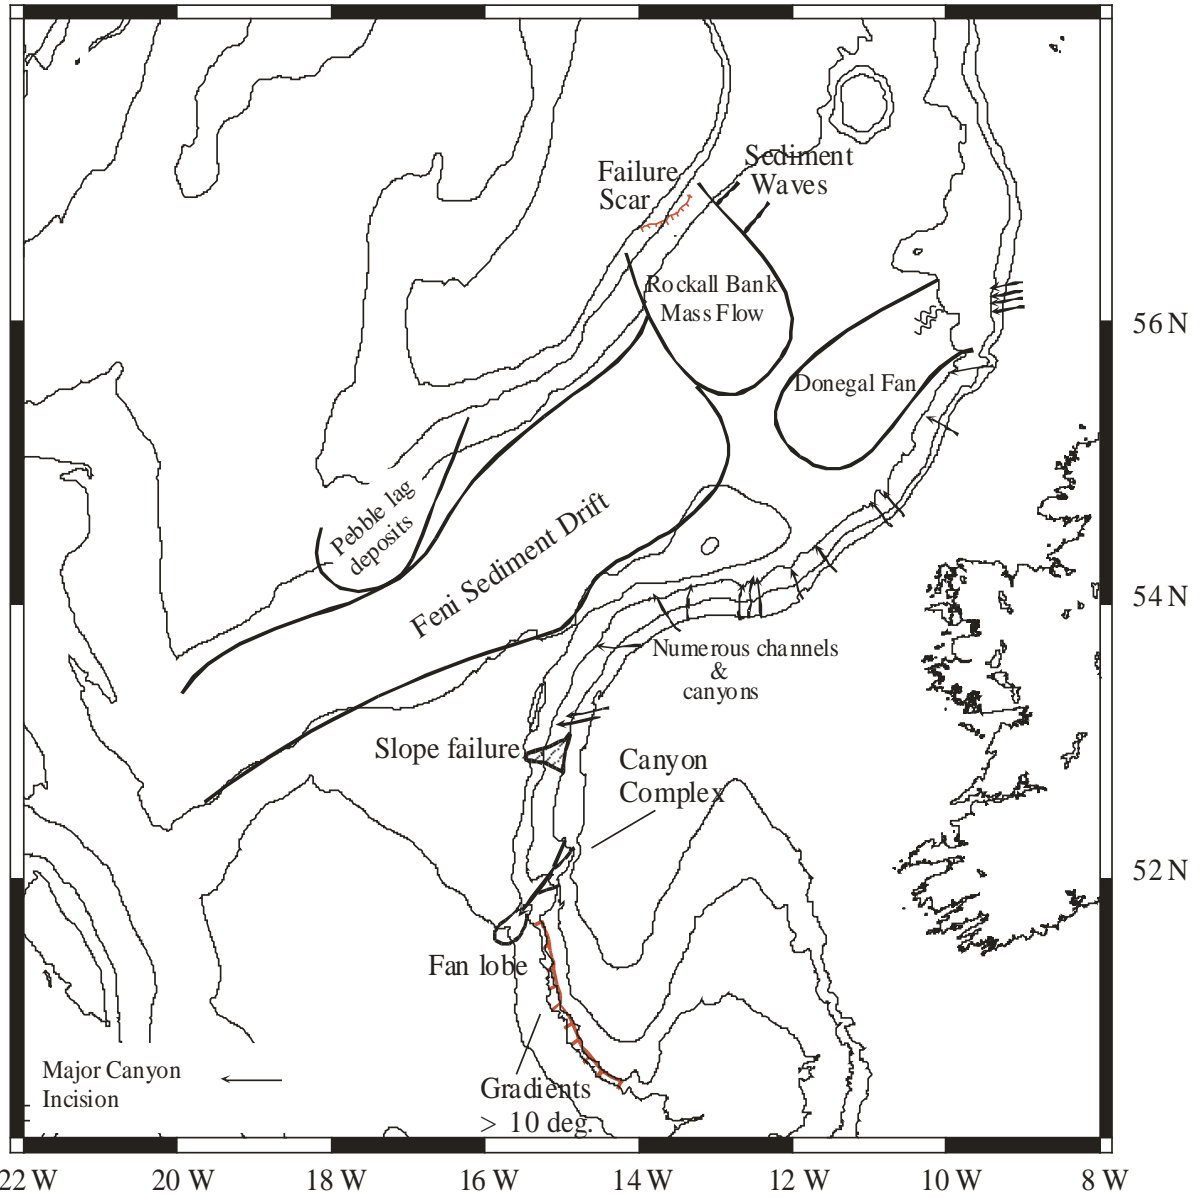 Failure
Scar
Sediment
Waves
Rockall Bank
Mass Flow
56 N
Donegal Fan
Pebble lag
deposits
Feni Sediment Drift
54 N
Numerous channels
&
canyons
Slope failure
Canyon
Complex
52 N
Fan lobe
Major Canyon
Incision
Gradients
> 10 deg.
22 W 20 W 18 W 16 W 14 W 12 W 10 W 8 W